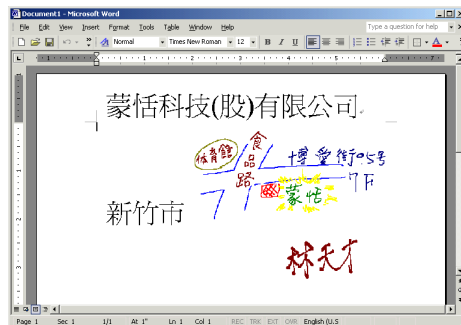 Document1 - Microsoft Word
File Edit View Insert Format Tools Table Window Help Type a question for help
Normal Times New Roman 12 B I U
蒙恬科技(股)有限公司
体育館
食品路
博愛街95号
7F
蒙恬
新竹市
林天才
Page 1 Sec 1 1/1 At 1" Ln 1 Col 1 REC TRK EXT OVR English (U.S